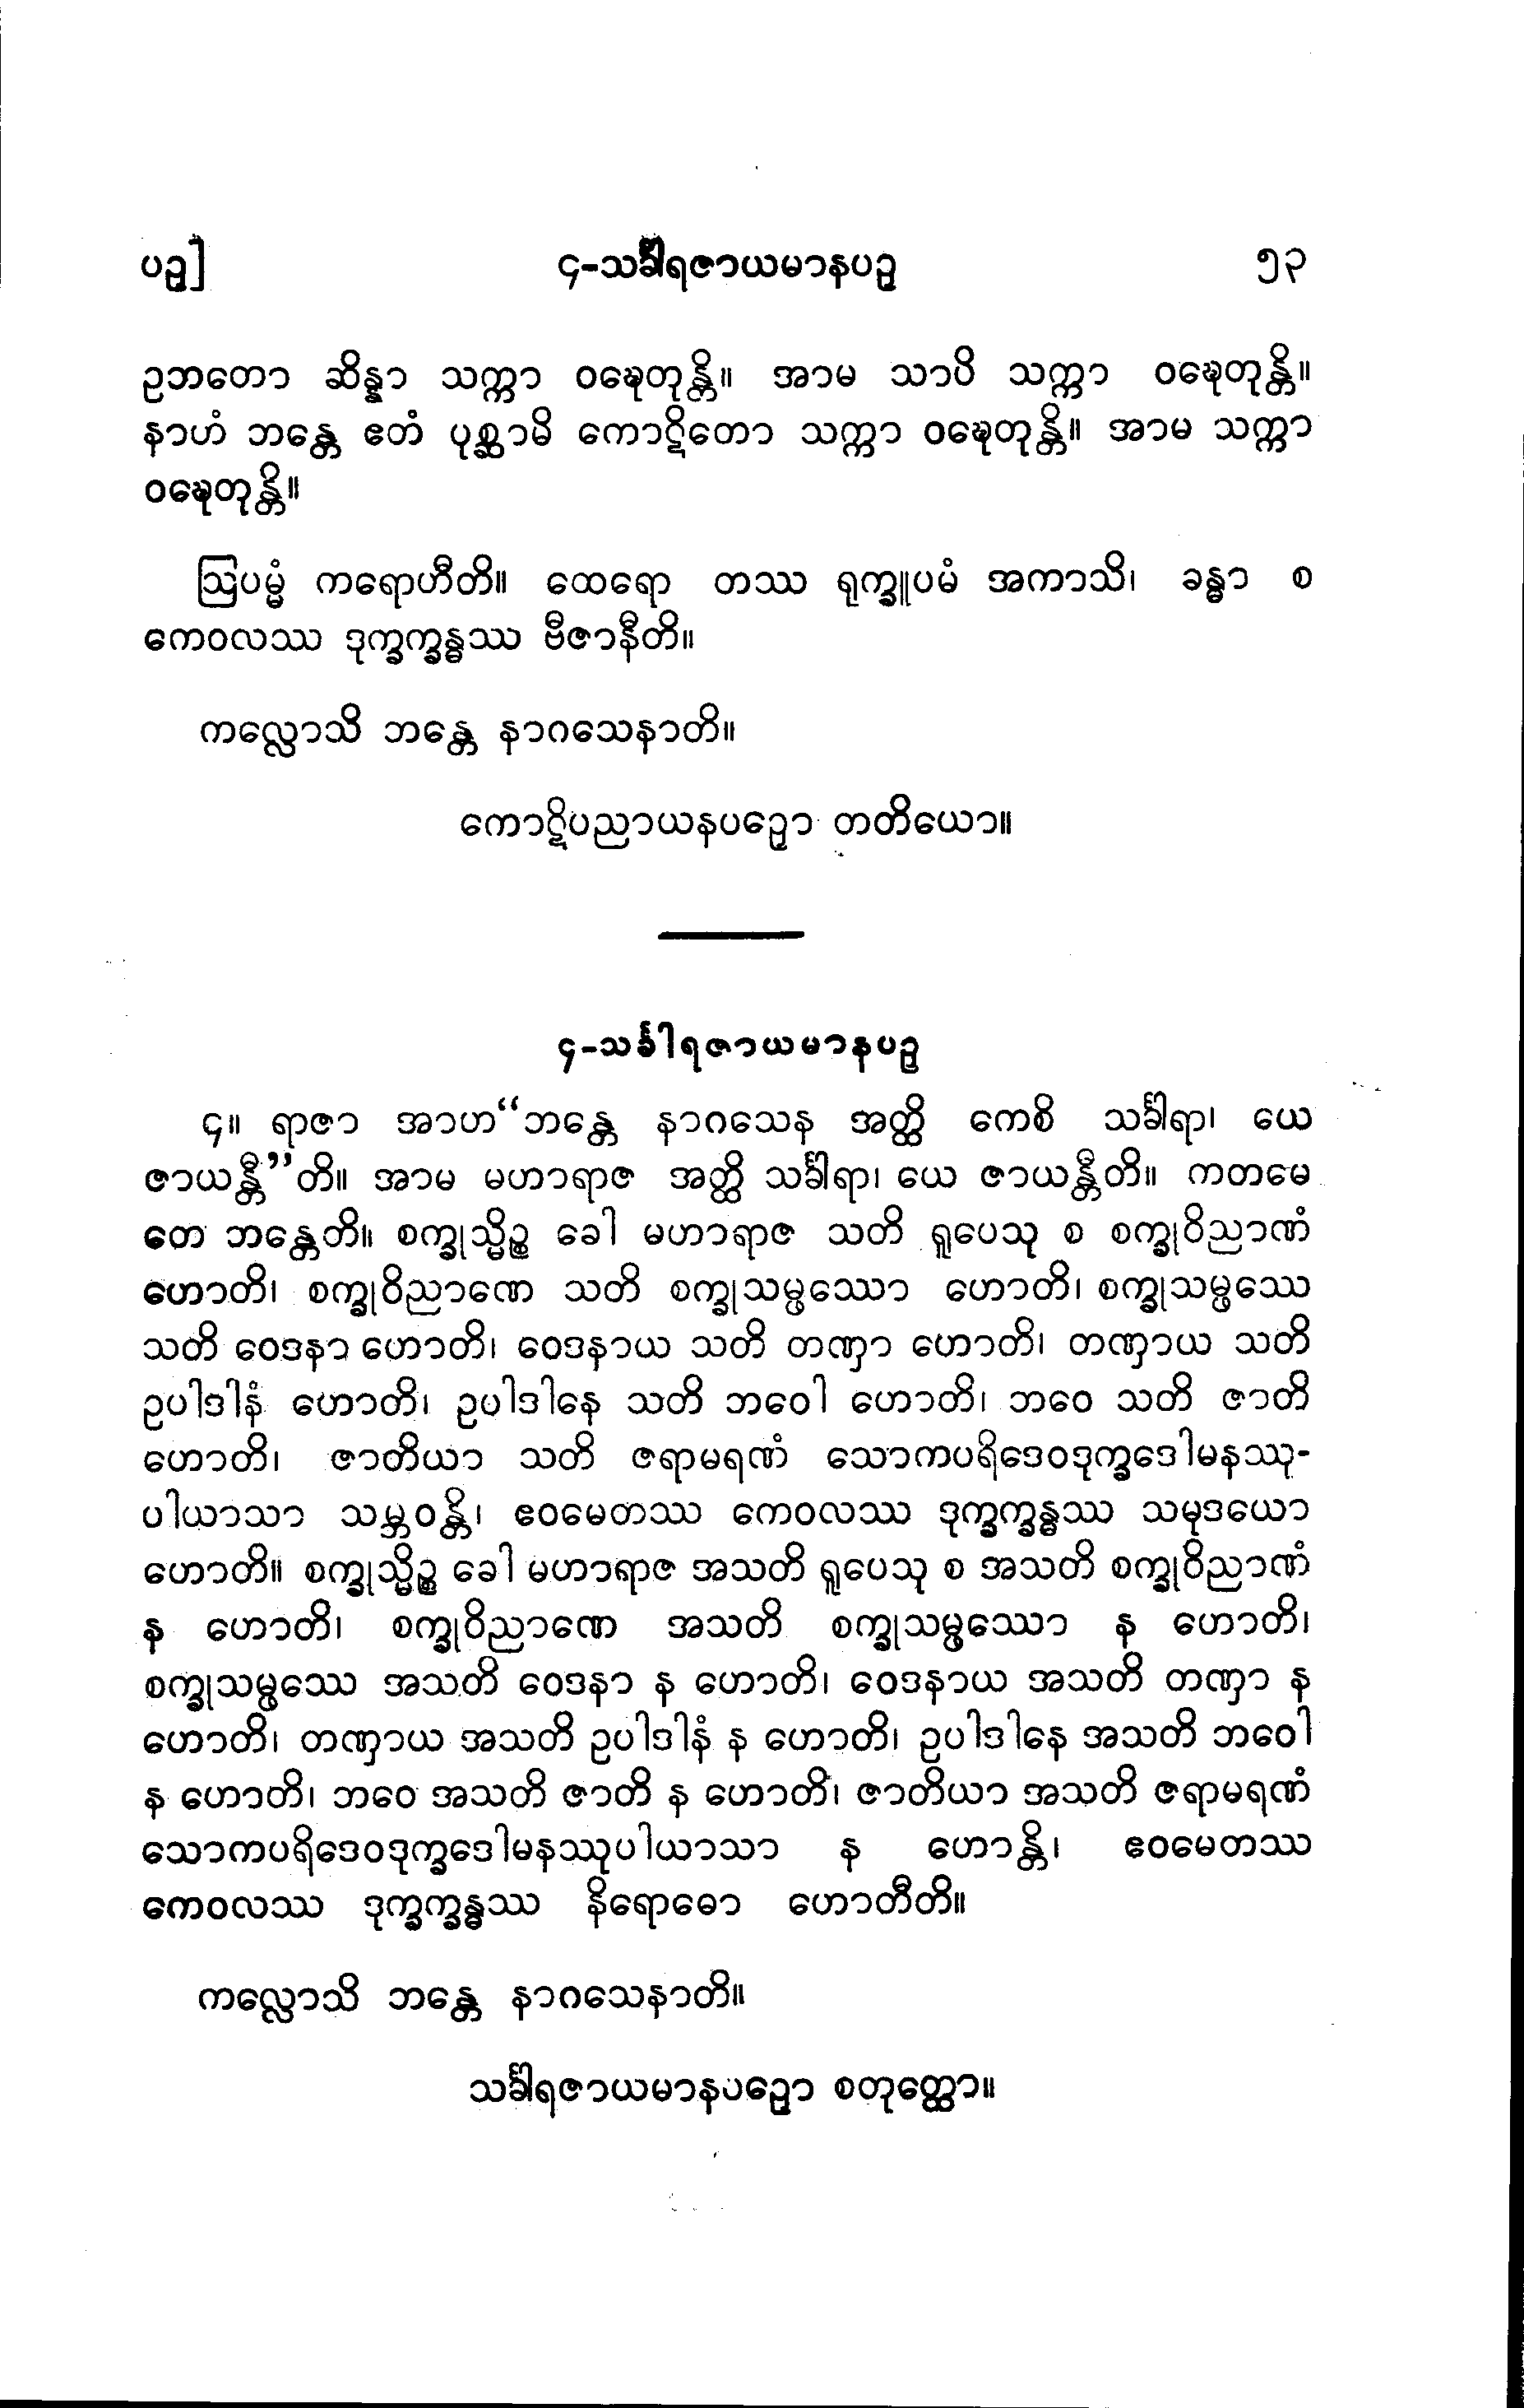 ပဥှ]
၄-သင်္ခါရဇာယမာနပဥှ
၅၃
ဥဘတော ဆိန္နာ သက္ကာ ဝဍ္ဎေတုန္တိ။ အာမ သာပိ သက္ကာ ဝဍ္ဎေတုန္တိ။
နာဟံ ဘန္တေ ဧတံ ပုစ္ဆာမိ ကောဋိတော သက္ကာ ဝဍ္ဎေတုန္တိ။ အာမ သက္ကာ
ဝဍ္ဎေတုန္တိ။
ဩပမ္မံ ကရောဟီတိ။ ထေရော တဿ ရုက္ခူပမံ အကာသိ၊ ခန္ဓာ စ
ကေဝလဿ ဒုက္ခက္ခန္ဓဿ ဗီဇာနီတိ။
ကလ္လောသိ ဘန္တေ နာဂသေနာတိ။
ကောဋိပညာယနပဉှော တတိယော။
၄-သင်္ခါရဇာယမာနပဥှ
၄။ ရာဇာ အာဟ“ဘန္တေ နာဂသေန အတ္ထိ ကေစိ သင်္ခါရာ၊ ယေ
ဇာယန္တီ”တိ။ အာမ မဟာရာဇ အတ္ထိ သင်္ခါရာ၊ ယေ ဇာယန္တီတိ။ ကတမေ
တေ ဘန္တေတိ။ စက္ခုသ္မိဉ္စ ခေါ မဟာရာဇ သတိ ရူပေသု စ စက္ခုဝိညာဏံ
ဟောတိ၊ စက္ခုဝိညာဏေ သတိ စက္ခုသမ္ဖဿော ဟောတိ၊ စက္ခုသမ္ဖဿေ
သတိ ဝေဒနာ ဟောတိ၊ ဝေဒနာယ သတိ တဏှာ ဟောတိ၊ တဏှာယ သတိ
ဥပါဒါနံ ဟောတိ၊ ဥပါဒါနေ သတိ ဘဝေါ ဟောတိ၊ ဘဝေ သတိ ဇာတိ
ဟောတိ၊ ဇာတိယာ သတိ ဇရာမရဏံ သောကပရိဒေဝဒုက္ခဒေါမနဿု-
ပါယာသာ သမ္ဘဝန္တိ၊ ဧဝမေတဿ ကေဝလဿ ဒုက္ခက္ခန္ဓဿ သမုဒယော
ဟောတိ။ စက္ခုသ္မိဉ္စ ခေါ မဟာရာဇ အသတိ ရူပေသု စ အသတိ စက္ခုဝိညာဏံ
န ဟောတိ၊ စက္ခုဝိညာဏေ အသတိ စက္ခုသမ္ဖဿော န ဟောတိ၊
စက္ခုသမ္ဖဿေ အသတိ ဝေဒနာ န ဟောတိ၊ ဝေဒနာယ အသတိ တဏှာ န
ဟောတိ၊ တဏှာယ အသတိ ဥပါဒါနံ န ဟောတိ၊ ဥပါဒါနေ အသတိ ဘဝေါ
န ဟောတိ၊ ဘဝေ အသတိ ဇာတိ န ဟောတိ၊ ဇာတိယာ အသတိ ဇရာမရဏံ
သောကပရိဒေဝဒုက္ခဒေါမနဿုပါယာသာ န ဟောန္တိ၊ ဧဝမေတဿ
ကေဝလဿ ဒုက္ခက္ခန္ဓဿ နိရောဓော ဟောတီတိ။
ကလ္လောသိ ဘန္တေ နာဂသေနာတိ။
သင်္ခါရဇာယမာနပဉှော စတုတ္ထော။